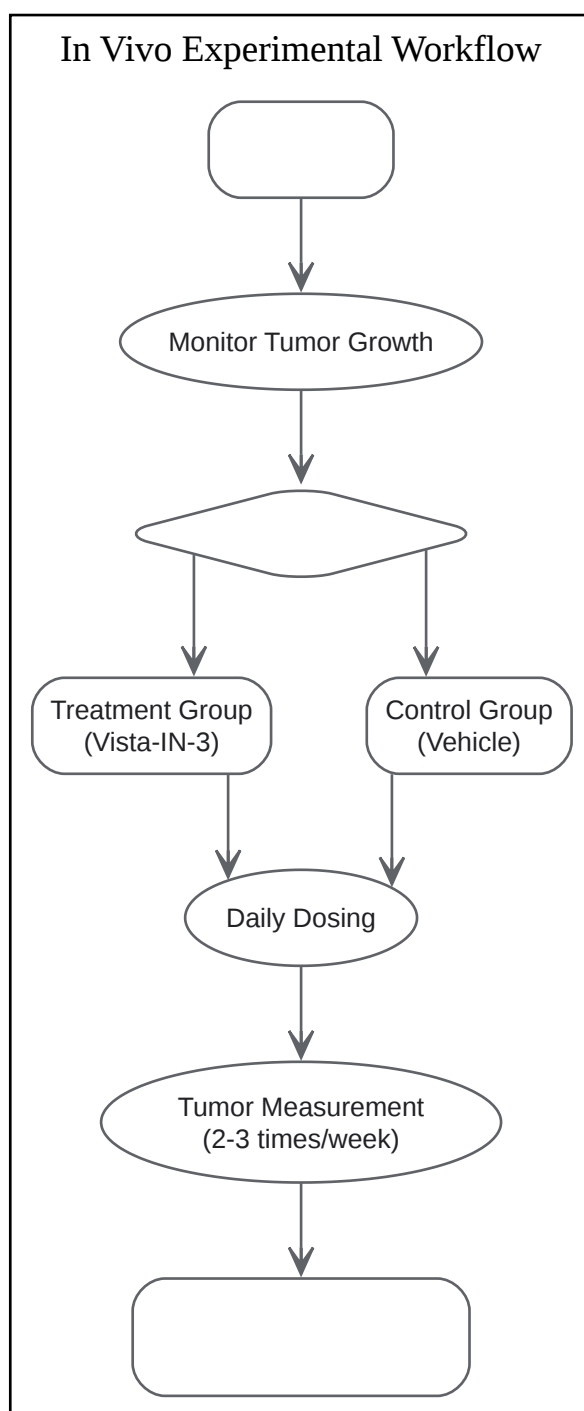 In Vivo Experimental Workflow
Monitor Tumor Growth
Treatment Group
(Vista-IN-3)
Control Group
(Vehicle)
Daily Dosing
Tumor Measurement
(2-3 times/week)